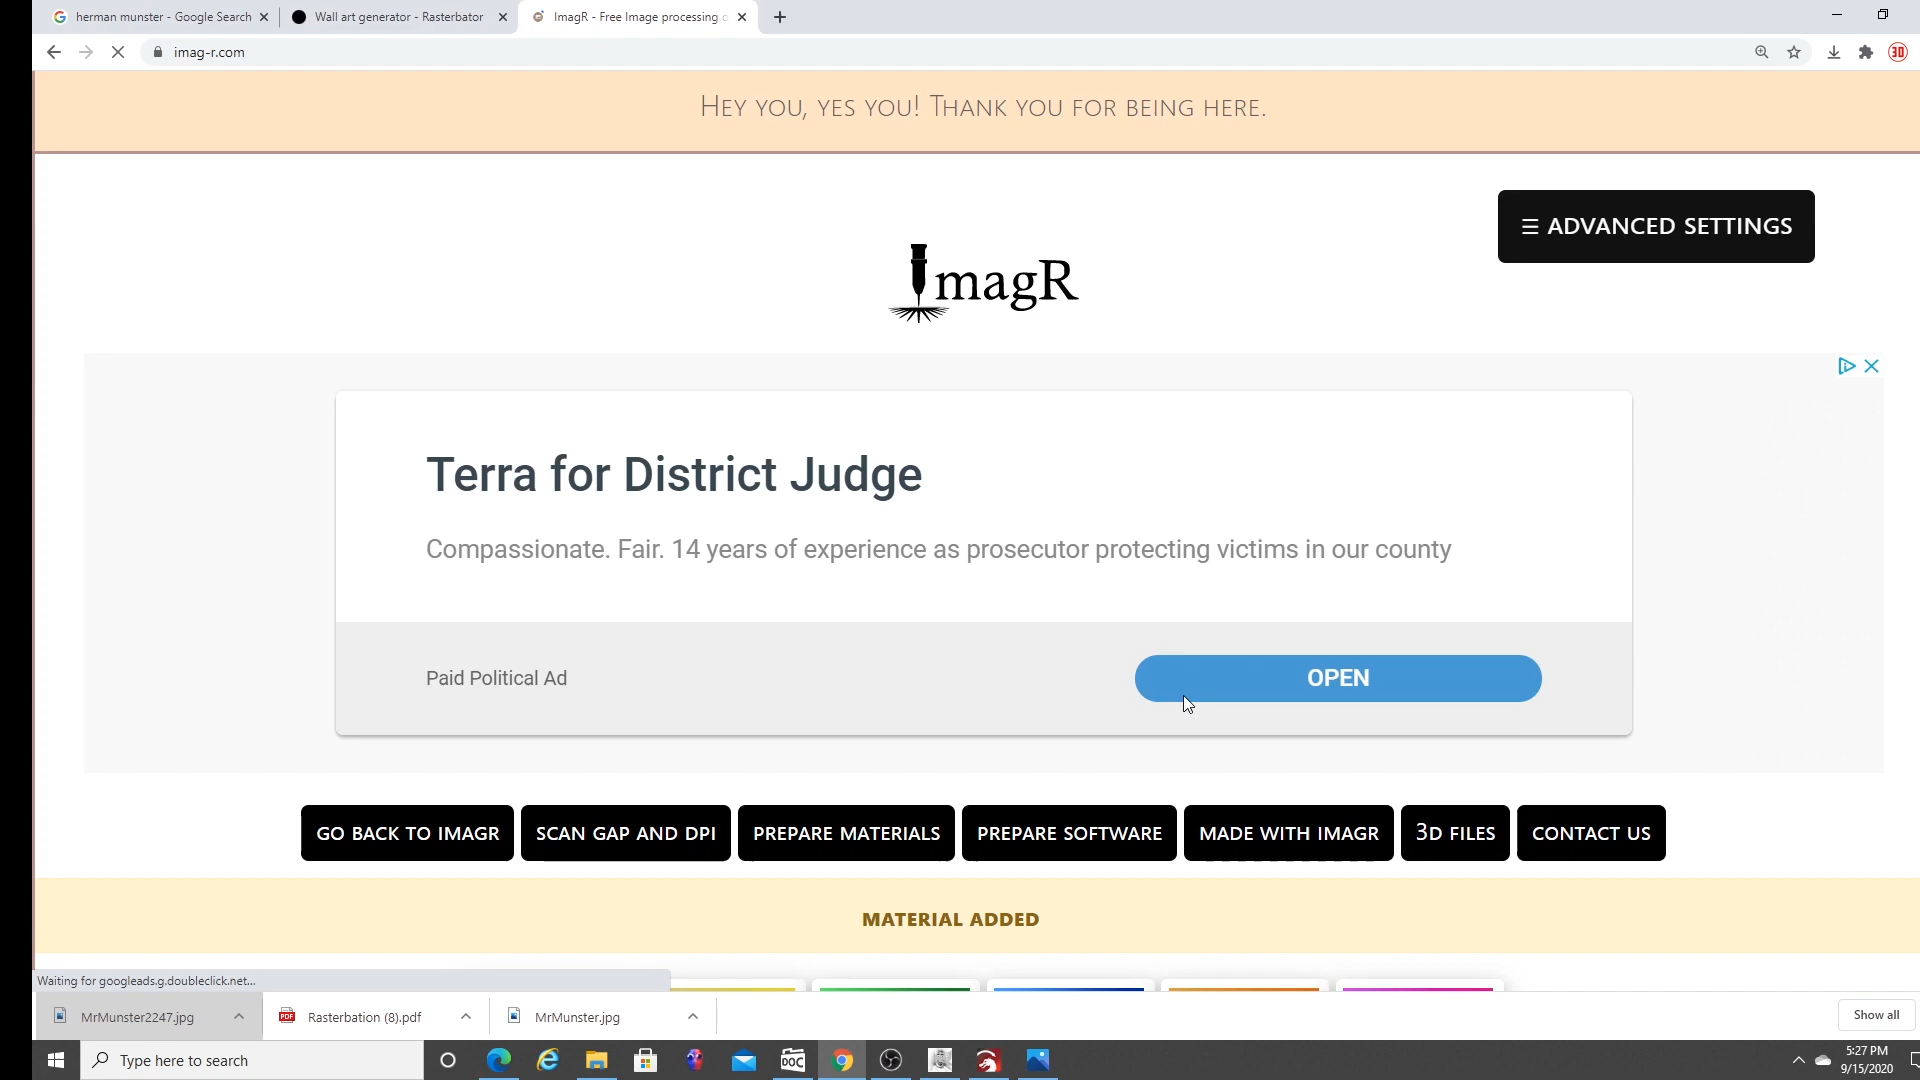 herman munster - Google Search
Wall art generator - Rasterbator
ImagR - Free Image processing
imag-r.com
3D
Hey you, yes you! Thank you for being here.
☰ ADVANCED SETTINGS
ImagR
Terra for District Judge
Compassionate. Fair. 14 years of experience as prosecutor protecting victims in our county
Paid Political Ad
OPEN
GO BACK TO IMAGR
SCAN GAP AND DPI
PREPARE MATERIALS
PREPARE SOFTWARE
MADE WITH IMAGR
3D FILES
CONTACT US
MATERIAL ADDED
Waiting for googleads.g.doubleclick.net...
MrMunster2247.jpg
PDF
Rasterbation (8).pdf
MrMunster.jpg
Show all
Type here to search
DOC
5:27 PM
9/15/2020